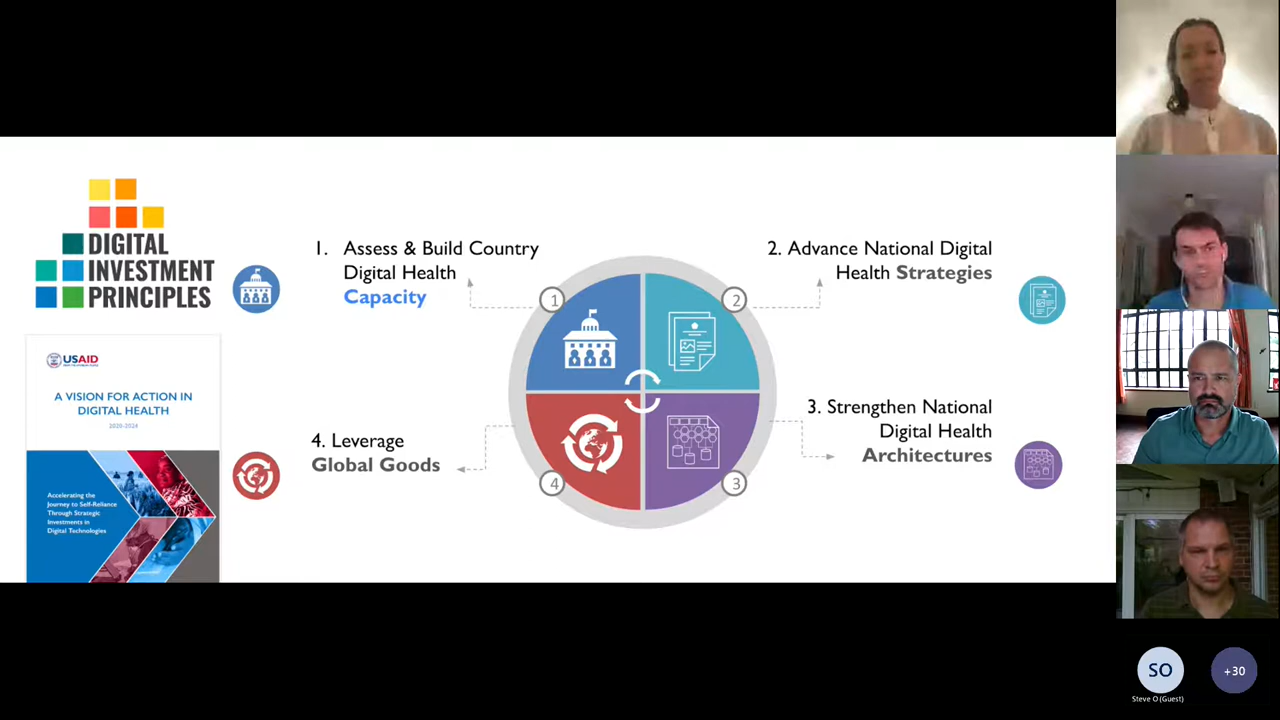 DIGITAL
INVESTMENT
PRINCIPLES
USAID
A VISION FOR ACTION IN
DIGITAL HEALTH
2020-2024
Accelerating the
Journey to Self-Reliance
Through Strategic
Investments in
Digital Technologies
1. Assess & Build Country
Digital Health
Capacity
2. Advance National Digital
Health Strategies
3. Strengthen National
Digital Health
Architectures
4. Leverage
Global Goods
1
2
3
4
SO
+30
Steve O (Guest)